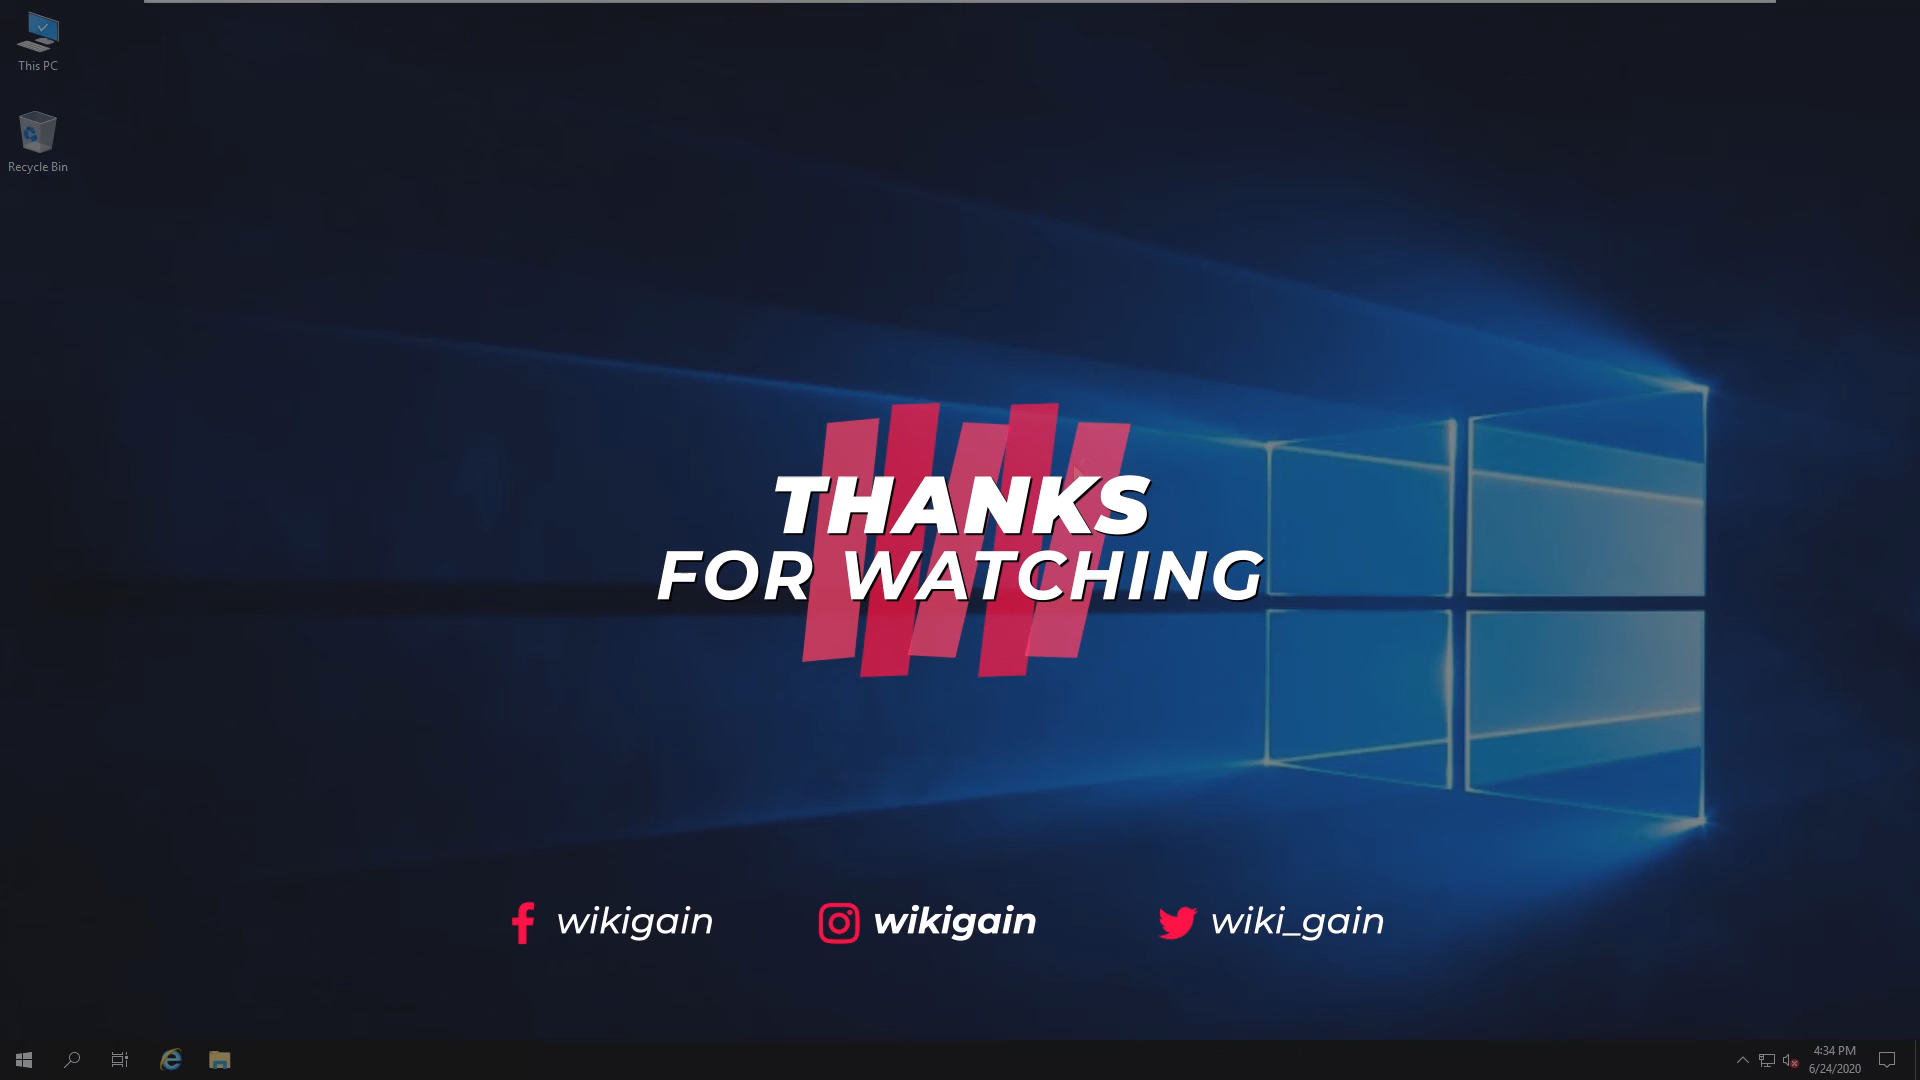 This PC
Recycle Bin
THANKS
FOR WATCHING
wikigain
wikigain
wiki_gain
4:34 PM
6/24/2020